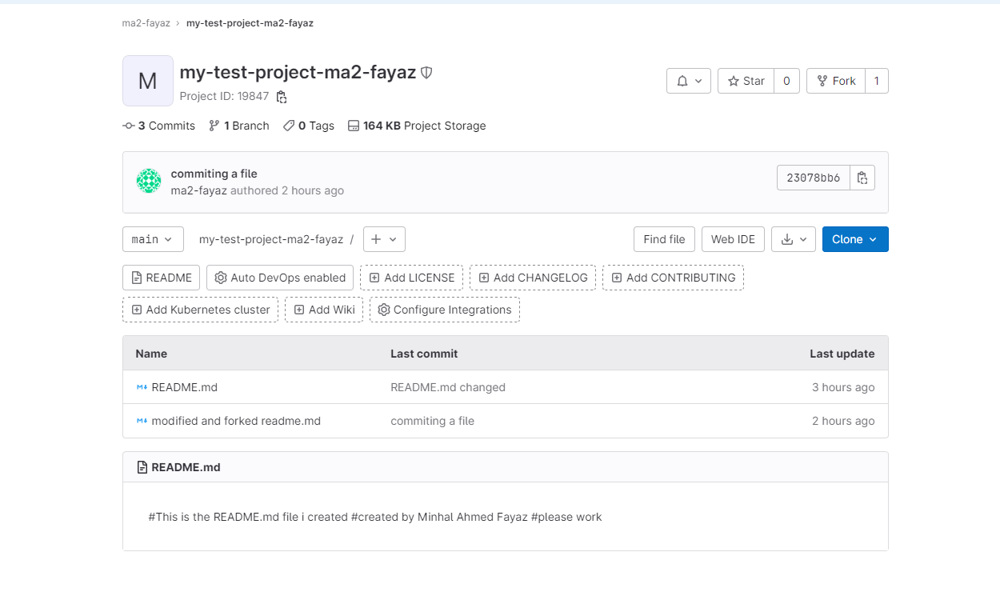 ma2-fayaz › my-test-project-ma2-fayaz
M
my-test-project-ma2-fayaz
Project ID: 19847
Star 0
Fork 1
3 Commits 1 Branch 0 Tags 164 KB Project Storage
commiting a file
ma2-fayaz authored 2 hours ago
23078bb6
main my-test-project-ma2-fayaz / + Find file Web IDE Clone
README Auto DevOps enabled Add LICENSE Add CHANGELOG Add CONTRIBUTING
Add Kubernetes cluster Add Wiki Configure Integrations
Name Last commit Last update
README.md README.md changed 3 hours ago
modified and forked readme.md commiting a file 2 hours ago
README.md
#This is the README.md file i created #created by Minhal Ahmed Fayaz #please work